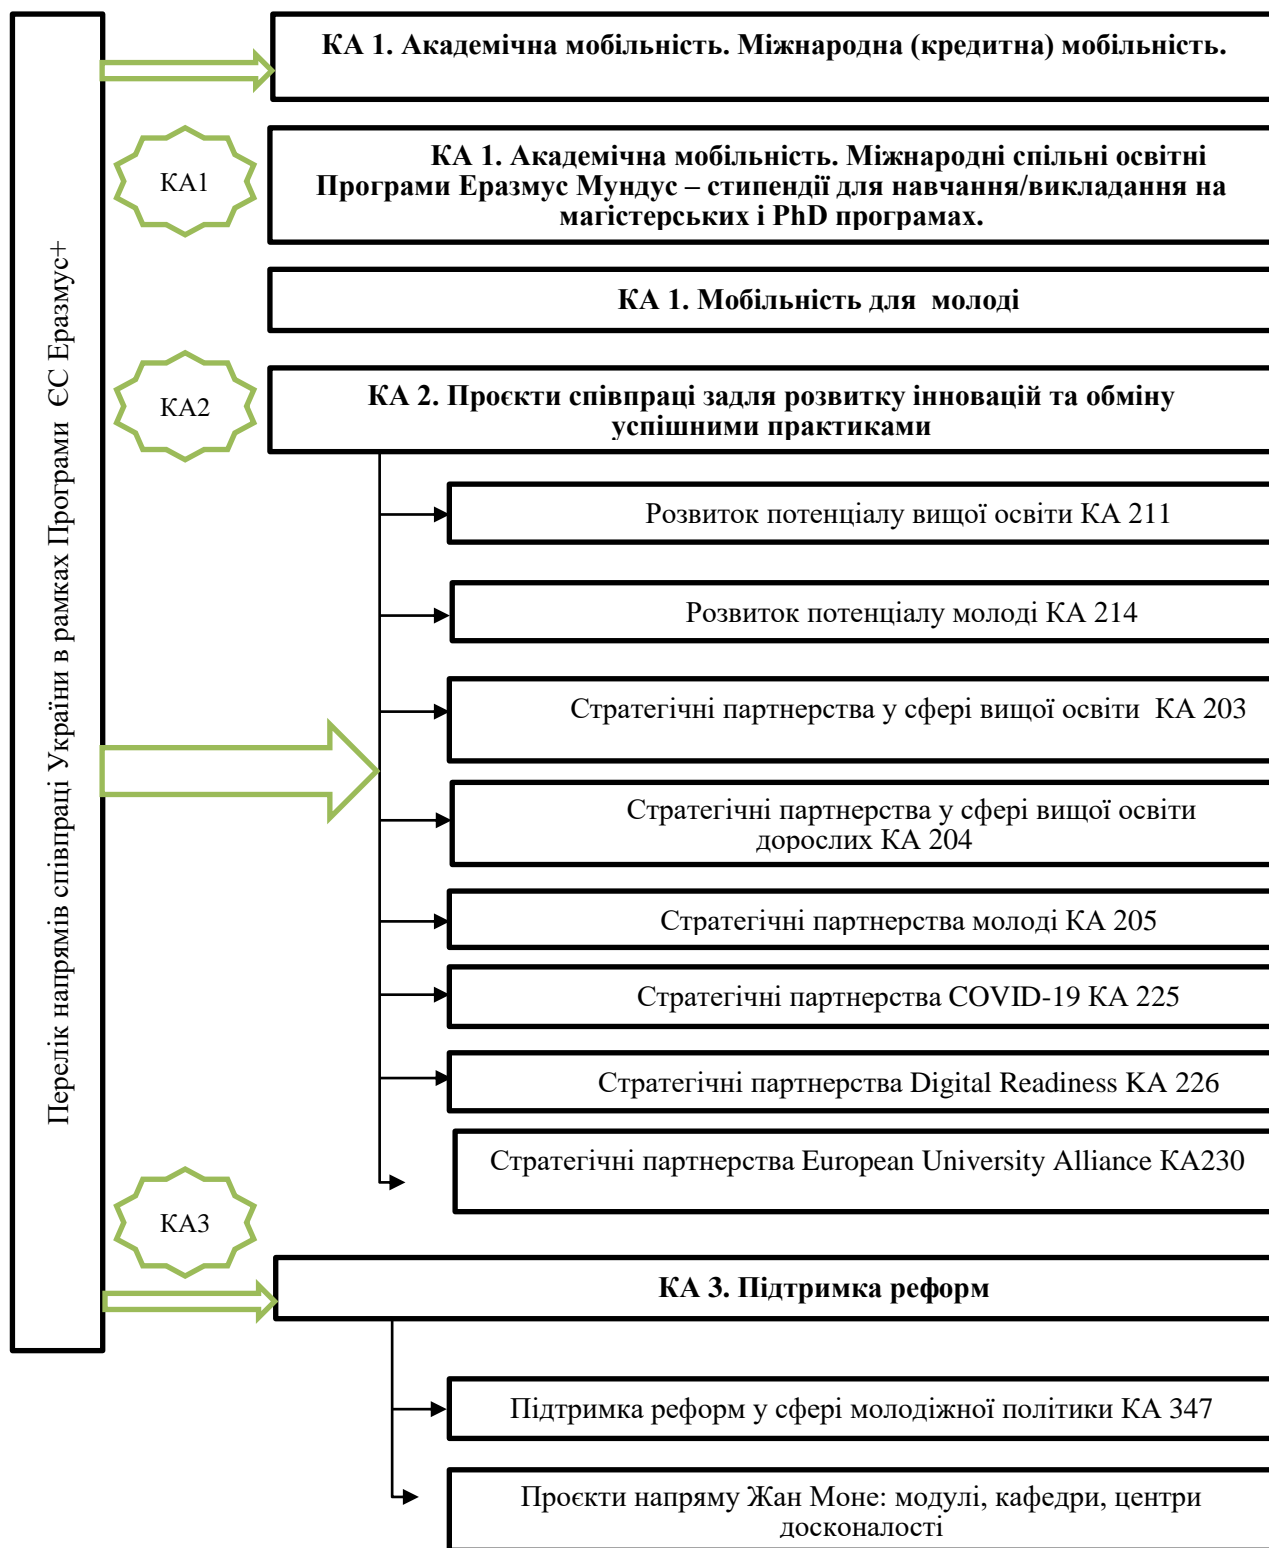 Перелік напрямів співпраці України в рамках Програми ЄС Еразмус+
КА 1. Академічна мобільність. Міжнародна (кредитна) мобільність.
КА1
КА 1. Академічна мобільність. Міжнародні спільні освітні
Програми Еразмус Мундус – стипендії для навчання/викладання на
магістерських і PhD програмах.
КА 1. Мобільність для молоді
КА2
КА 2. Проєкти співпраці задля розвитку інновацій та обміну
успішними практиками
Розвиток потенціалу вищої освіти КА 211
Розвиток потенціалу молоді КА 214
Стратегічні партнерства у сфері вищої освіти КА 203
Стратегічні партнерства у сфері вищої освіти
дорослих КА 204
Стратегічні партнерства молоді КА 205
Стратегічні партнерства COVID-19 КА 225
Стратегічні партнерства Digital Readiness КА 226
Стратегічні партнерства European University Alliance КА230
КА3
КА 3. Підтримка реформ
Підтримка реформ у сфері молодіжної політики КА 347
Проєкти напряму Жан Моне: модулі, кафедри, центри
досконалості